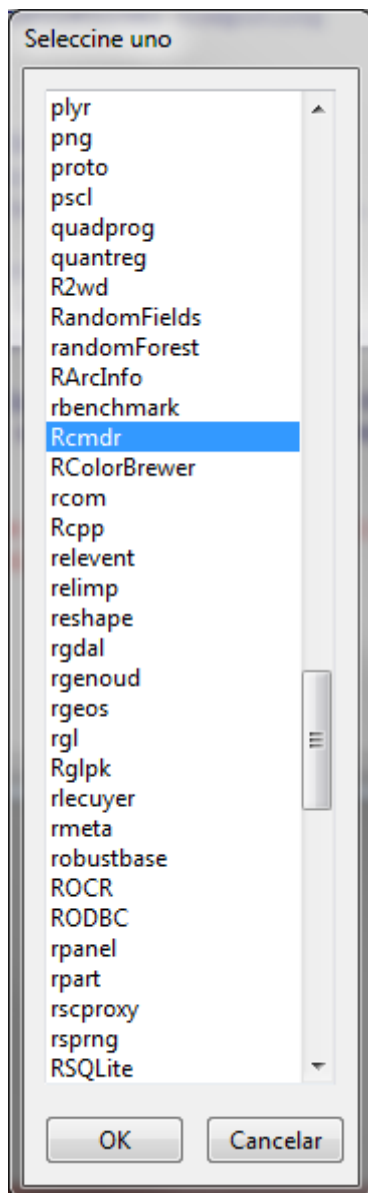 Seleccine uno
plyr
png
proto
pscl
quadprog
quantreg
R2wd
RandomFields
randomForest
RArcInfo
rbenchmark
Rcmdr
RColorBrewer
rcom
Rcpp
relevent
relimp
reshape
rgdal
rgenoud
rgeos
rgl
Rglpk
rlecuyer
rmeta
robustbase
ROCR
RODBC
rpanel
rpart
rscproxy
rsprng
RSQLite
OK Cancelar